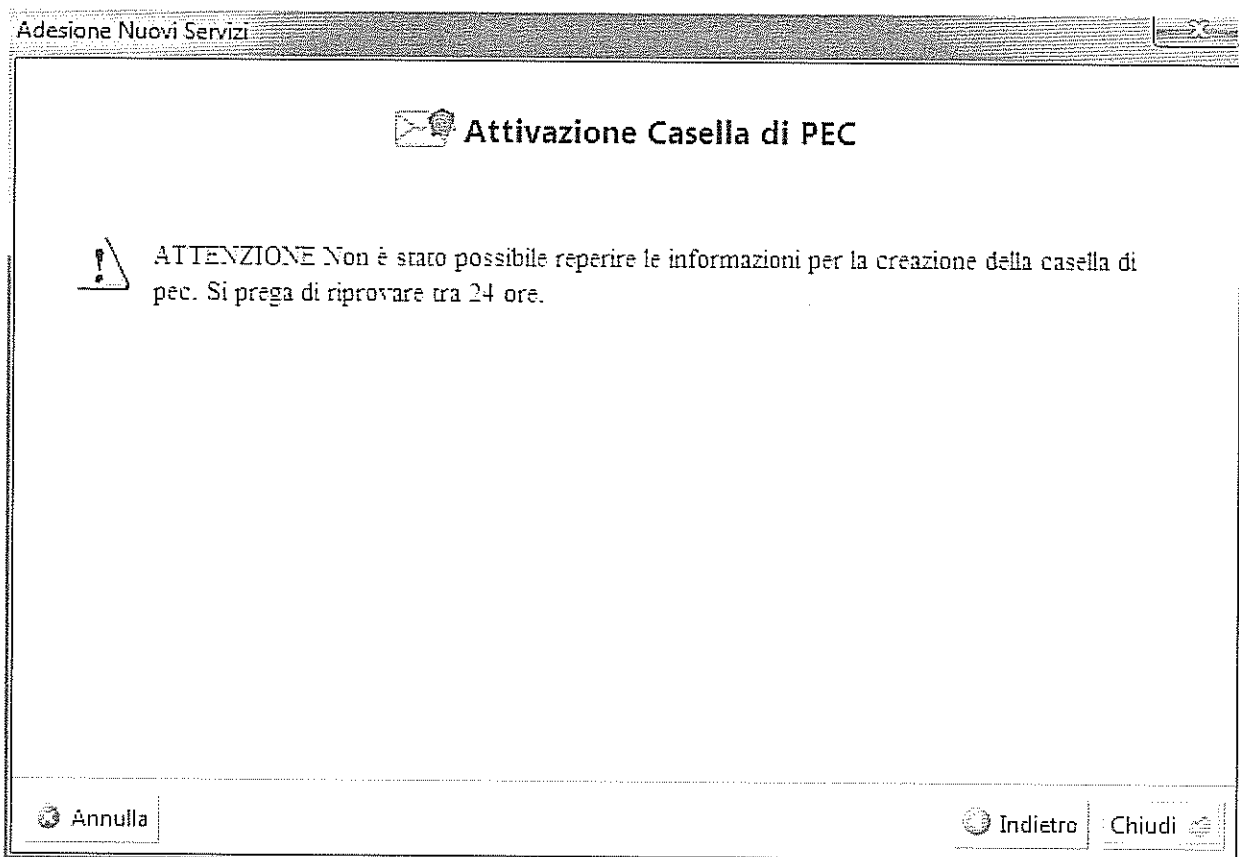 Adesione Nuovi Servizi
Attivazione Casella di PEC
ATTENZIONE Non è stato possibile reperire le informazioni per la creazione della casella di
pec. Si prega di riprovare tra 24 ore.
Annulla
Indietro
Chiudi